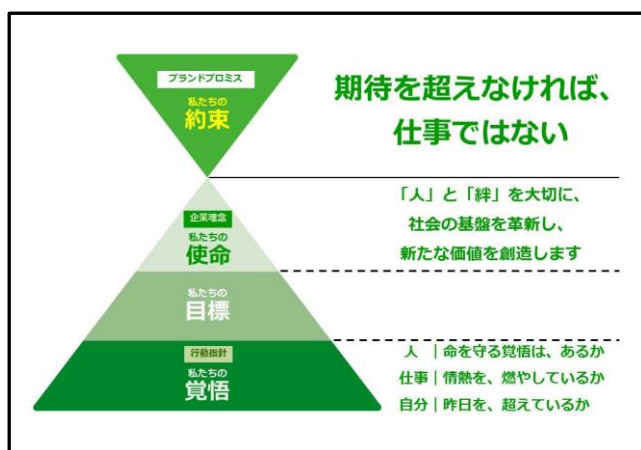 ブランドプロミス
私たちの
約束
期待を超えなければ、
仕事ではない
企業理念
私たちの
使命
「人」と「絆」を大切に、
社会の基盤を革新し、
新たな価値を創造します
私たちの
目標
行動指針
私たちの
覚悟
人 ｜命を守る覚悟は、あるか
仕事｜情熱を、燃やしているか
自分｜昨日を、超えているか